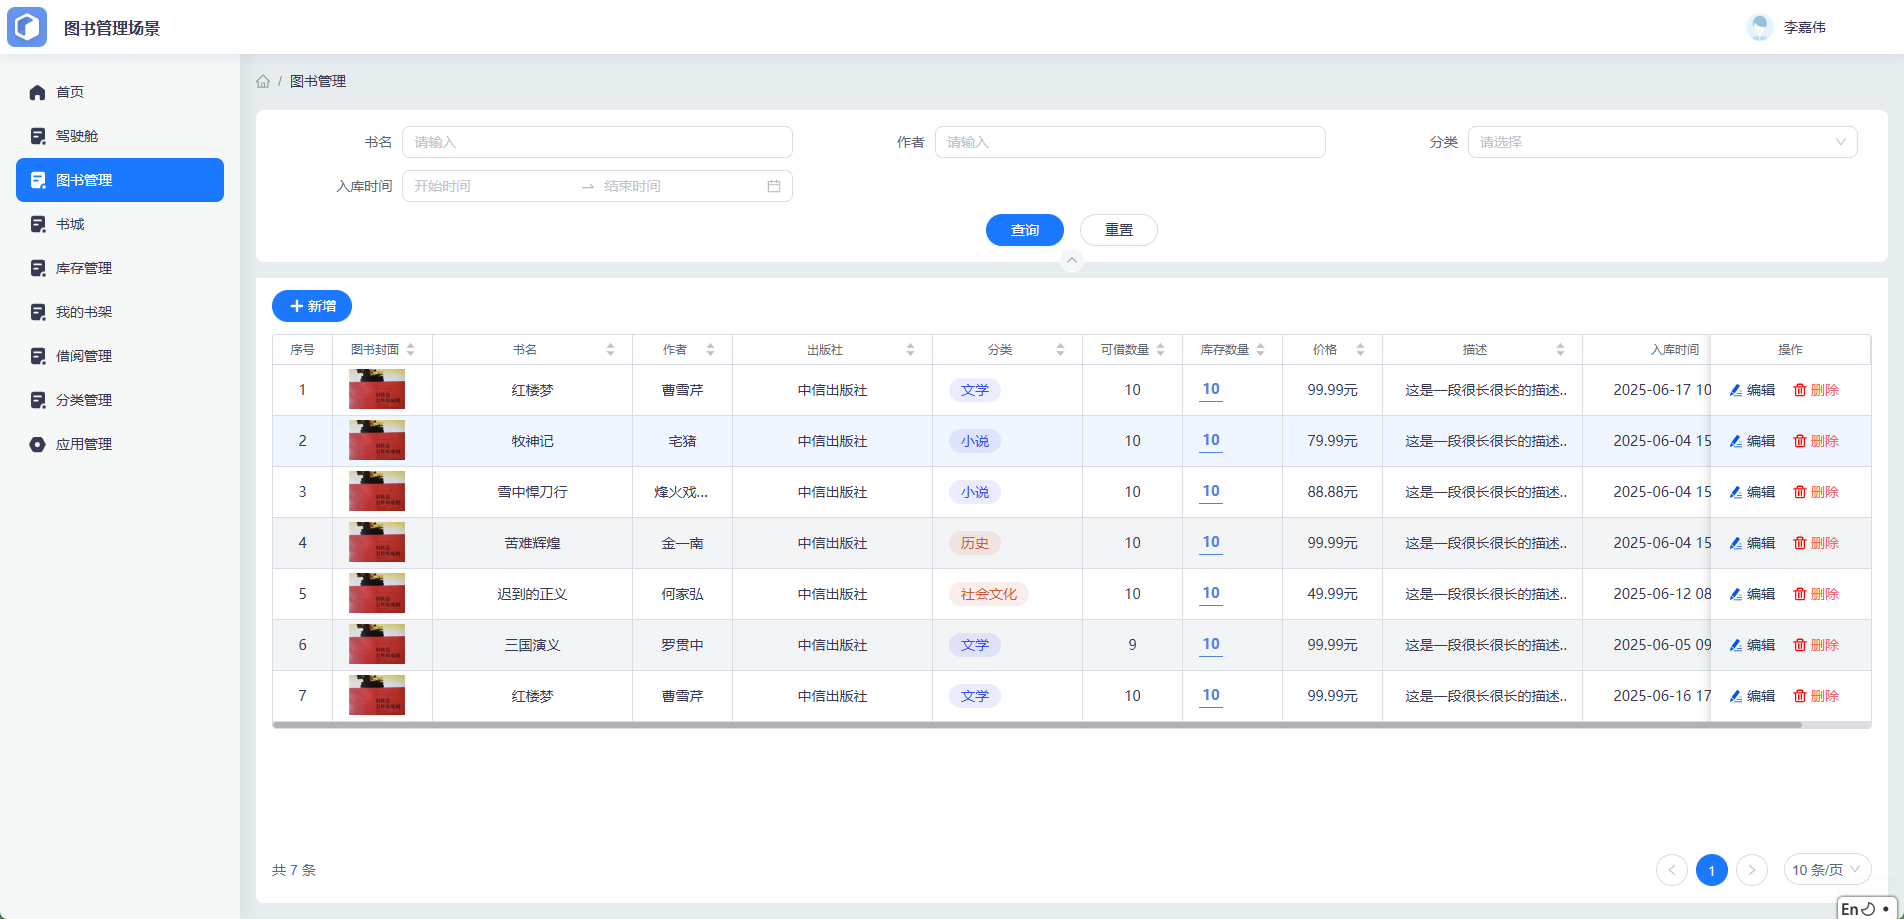 图书管理场景
李嘉伟
首页
驾驶舱
图书管理
书城
库存管理
我的书架
借阅管理
分类管理
应用管理
/ 图书管理
书名 请输入 作者 请输入 分类 请选择
入库时间 开始时间 → 结束时间
查询 重置
+ 新增
序号 图书封面 书名 作者 出版社 分类 可借数量 库存数量 价格 描述 入库时间 操作
1 红楼梦 曹雪芹 中信出版社 文学 10 10 99.99元 这是一段很长很长的描述.. 2025-06-17 10 编辑 删除
2 牧神记 宅猪 中信出版社 小说 10 10 79.99元 这是一段很长很长的描述.. 2025-06-04 15 编辑 删除
3 雪中悍刀行 烽火戏... 中信出版社 小说 10 10 88.88元 这是一段很长很长的描述.. 2025-06-04 15 编辑 删除
4 苦难辉煌 金一南 中信出版社 历史 10 10 99.99元 这是一段很长很长的描述.. 2025-06-04 15 编辑 删除
5 迟到的正义 何家弘 中信出版社 社会文化 10 10 49.99元 这是一段很长很长的描述.. 2025-06-12 08 编辑 删除
6 三国演义 罗贯中 中信出版社 文学 9 10 99.99元 这是一段很长很长的描述.. 2025-06-05 09 编辑 删除
7 红楼梦 曹雪芹 中信出版社 文学 10 10 99.99元 这是一段很长很长的描述.. 2025-06-16 17 编辑 删除
共 7 条
< 1 > 10 条/页
En